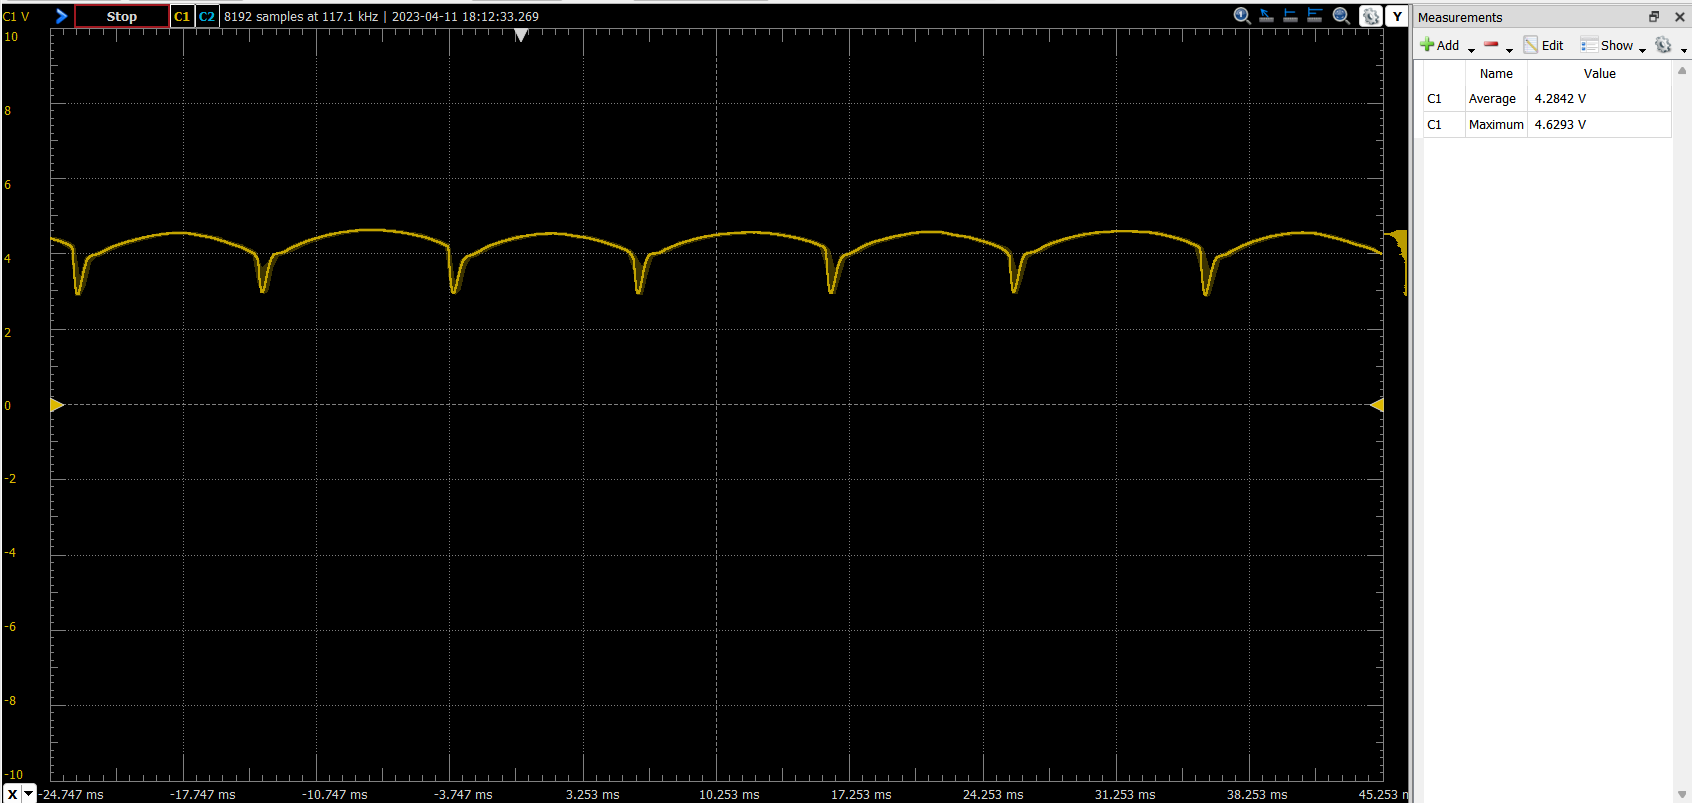 C1 V Stop C1 C2 8192 samples at 117.1 kHz | 2023-04-11 18:12:33.269 Y
10
8
6
4
2
0
-2
-4
-6
-8
-10
X -24.747 ms -17.747 ms -10.747 ms -3.747 ms 3.253 ms 10.253 ms 17.253 ms 24.253 ms 31.253 ms 38.253 ms 45.253 m
Measurements
Add Edit Show
Name Value
C1 Average 4.2842 V
C1 Maximum 4.6293 V